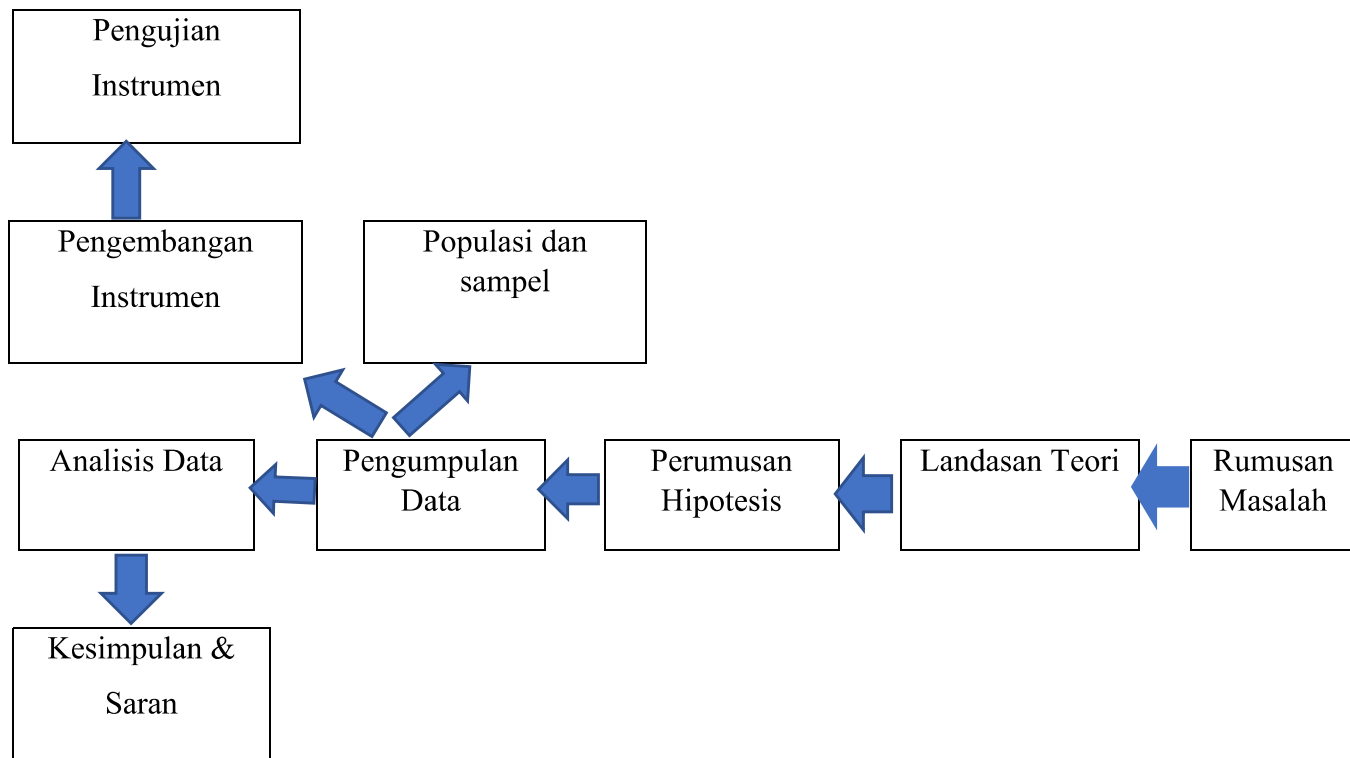 Pengujian
Instrumen
Pengembangan
Instrumen
Populasi dan
sampel
Analisis Data
Pengumpulan
Data
Perumusan
Hipotesis
Landasan Teori
Rumusan
Masalah
Kesimpulan &
Saran